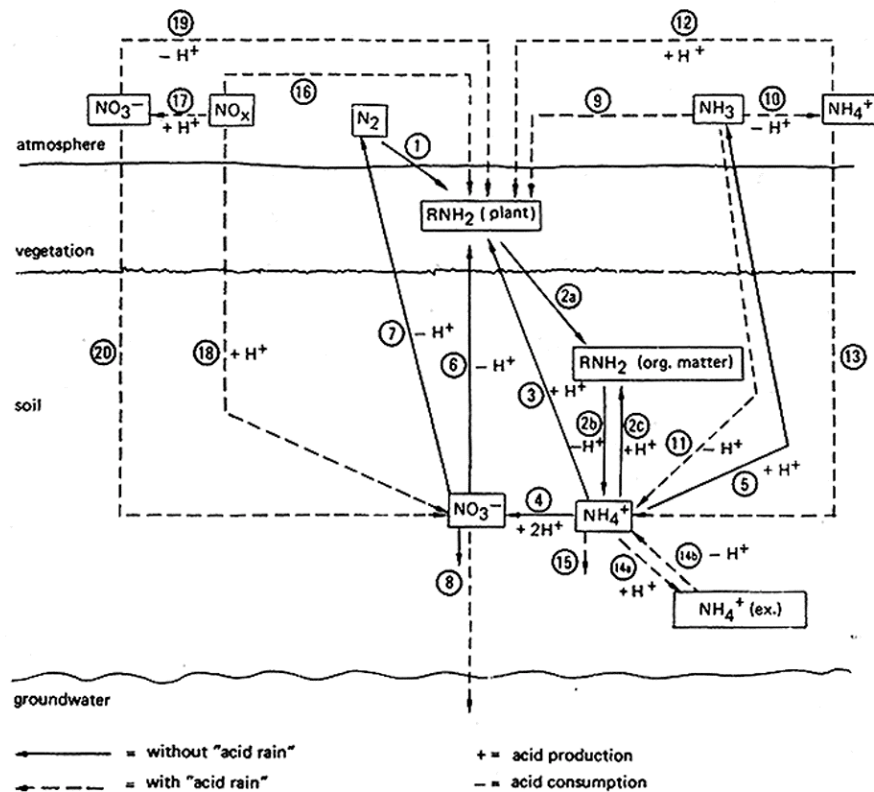 19
12
− H⁺
+ H⁺
16
NO₃⁻
17
+ H⁺
NOₓ
N₂
9
NH₃
10
− H⁺
NH₄⁺
1
atmosphere
RNH₂ (plant)
vegetation
2a
7
− H⁺
20
18
+ H⁺
6
− H⁺
RNH₂ (org. matter)
13
3
+ H⁺
soil
2b
2c
−H⁺
+H⁺
11
− H⁺
5
+ H⁺
NO₃⁻
4
+ 2H⁺
NH₄⁺
8
15
14a
+ H⁺
14b
− H⁺
NH₄⁺ (ex.)
groundwater
= without "acid rain"
+ = acid production
= with "acid rain"
− = acid consumption